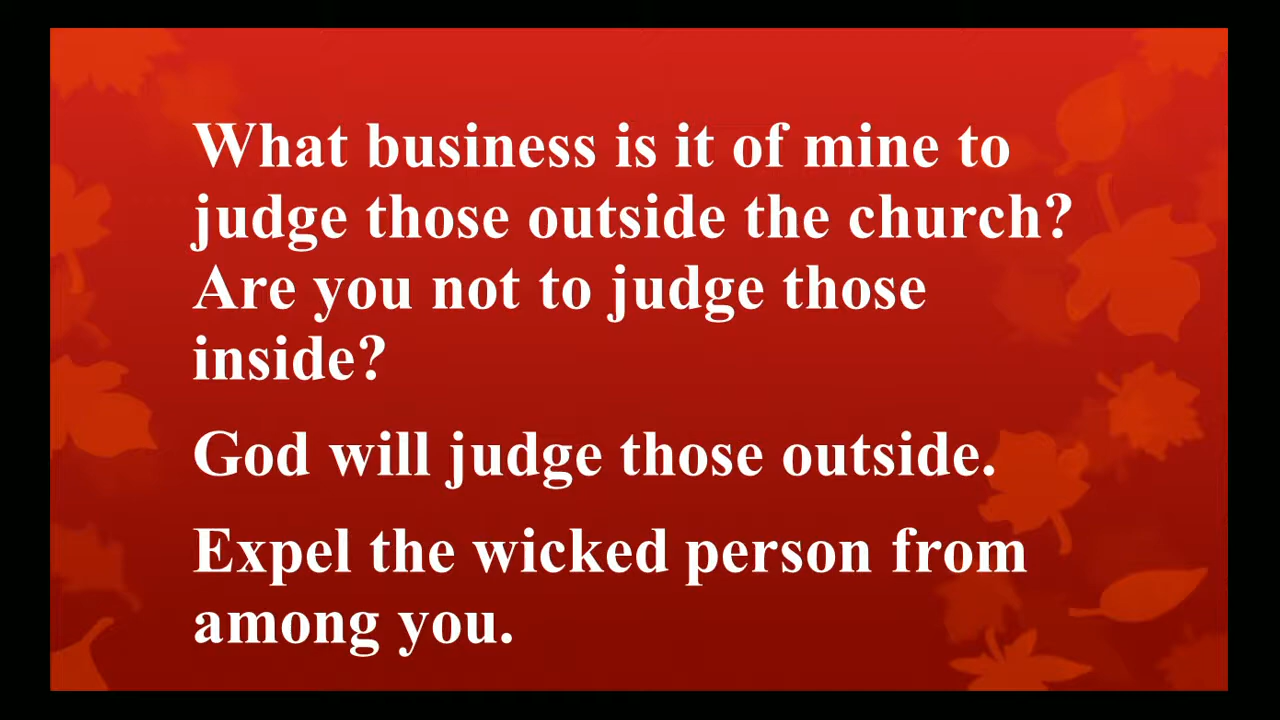 What business is it of mine to
judge those outside the church?
Are you not to judge those
inside?
God will judge those outside.
Expel the wicked person from
among you.